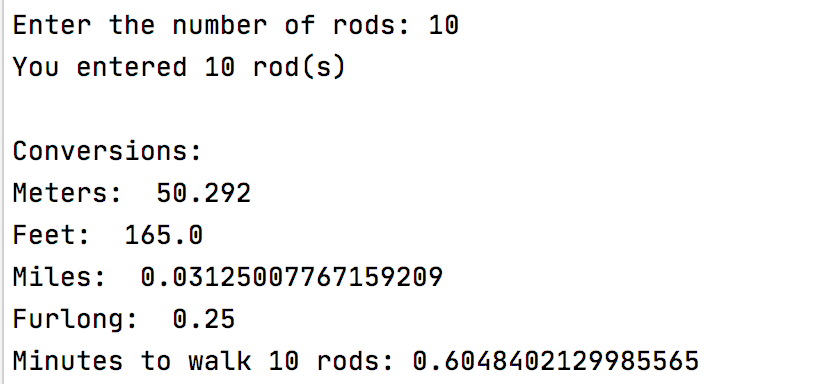 Enter the number of rods: 10
You entered 10 rod(s)
Conversions:
Meters:  50.292
Feet:  165.0
Miles:  0.03125007767159209
Furlong:  0.25
Minutes to walk 10 rods: 0.6048402129985565